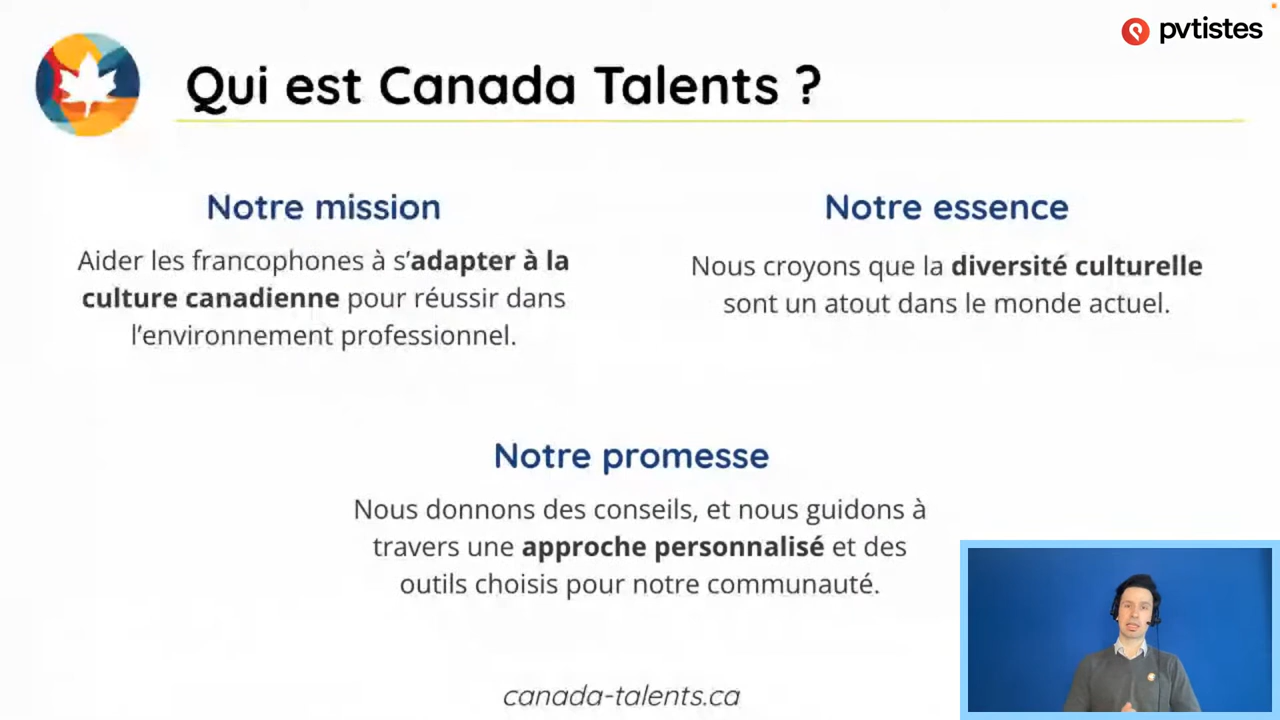 pvtistes
Qui est Canada Talents ?
Notre mission
Aider les francophones à s'adapter à la
culture canadienne pour réussir dans
l'environnement professionnel.
Notre essence
Nous croyons que la diversité culturelle
sont un atout dans le monde actuel.
Notre promesse
Nous donnons des conseils, et nous guidons à
travers une approche personnalisé et des
outils choisis pour notre communauté.
canada-talents.ca